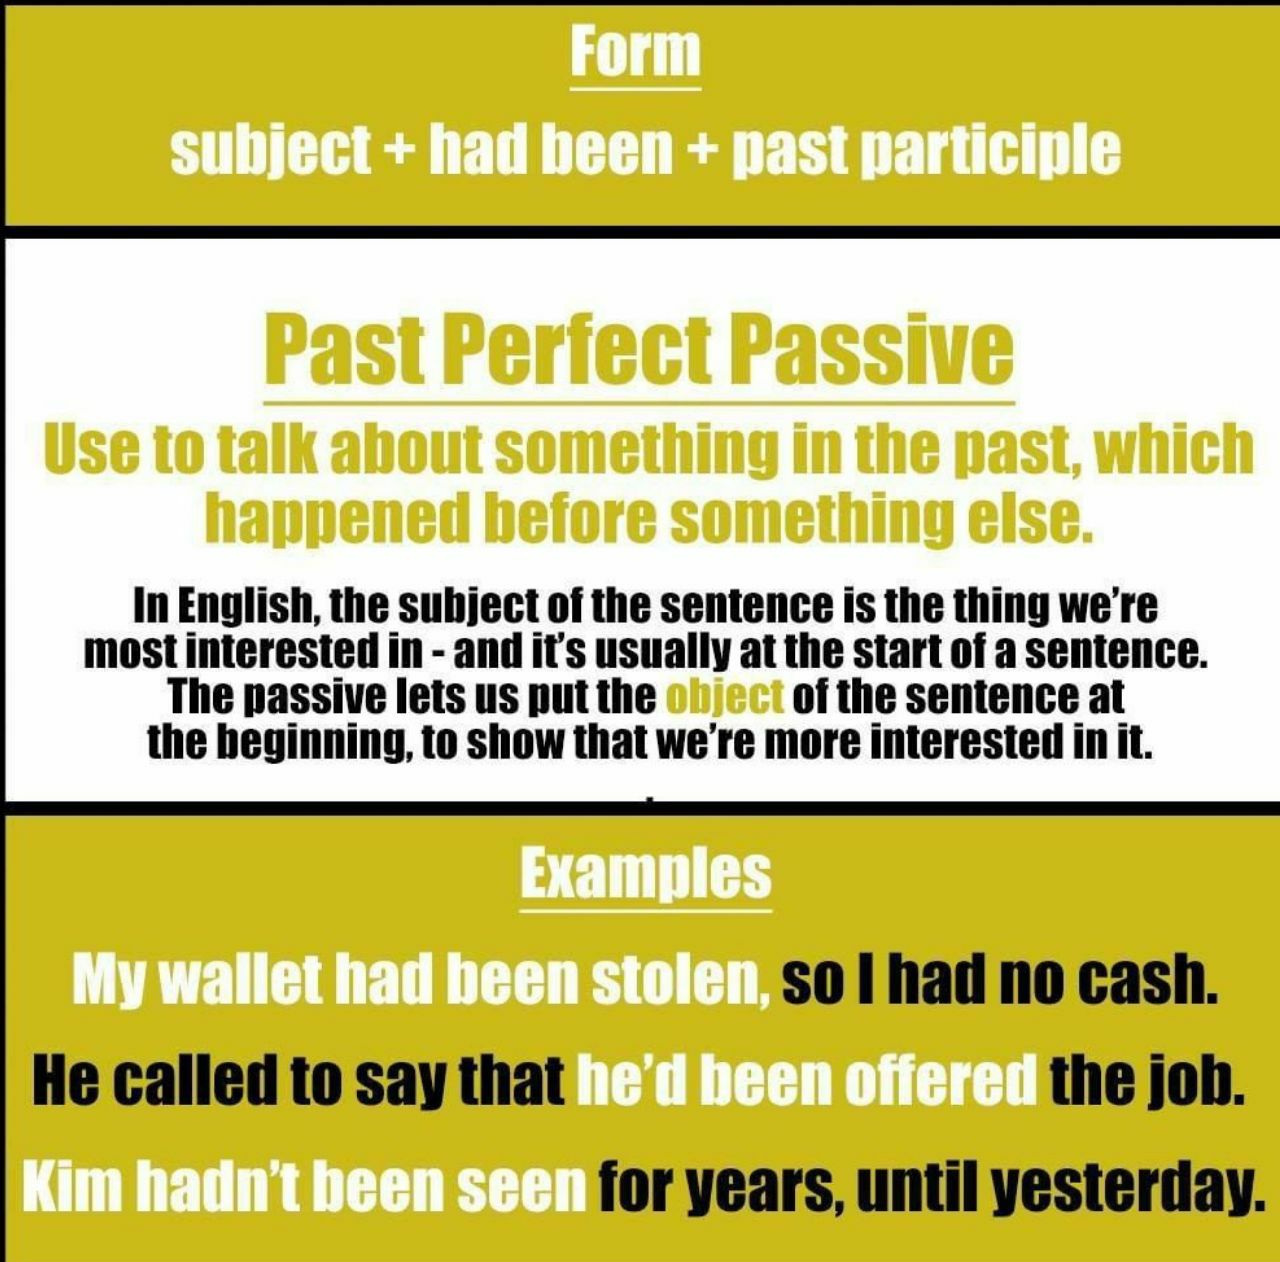 Form
subject + had been + past participle
Past Perfect Passive
Use to talk about something in the past, which
happened before something else.
In English, the subject of the sentence is the thing we're
most interested in - and it's usually at the start of a sentence.
The passive lets us put the object of the sentence at
the beginning, to show that we're more interested in it.
Examples
My wallet had been stolen, so I had no cash.
He called to say that he'd been offered the job.
Kim hadn't been seen for years, until yesterday.